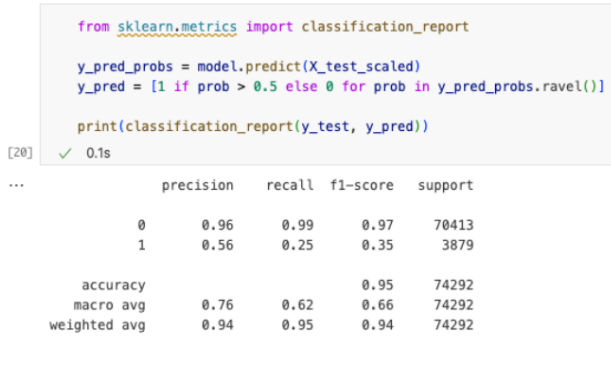 from sklearn.metrics import classification_report
y_pred_probs = model.predict(X_test_scaled)
y_pred = [1 if prob > 0.5 else 0 for prob in y_pred_probs.ravel()]
print(classification_report(y_test, y_pred))
[20] ✓ 0.1s
... precision recall f1-score support
0 0.96 0.99 0.97 70413
1 0.56 0.25 0.35 3879
accuracy 0.95 74292
macro avg 0.76 0.62 0.66 74292
weighted avg 0.94 0.95 0.94 74292